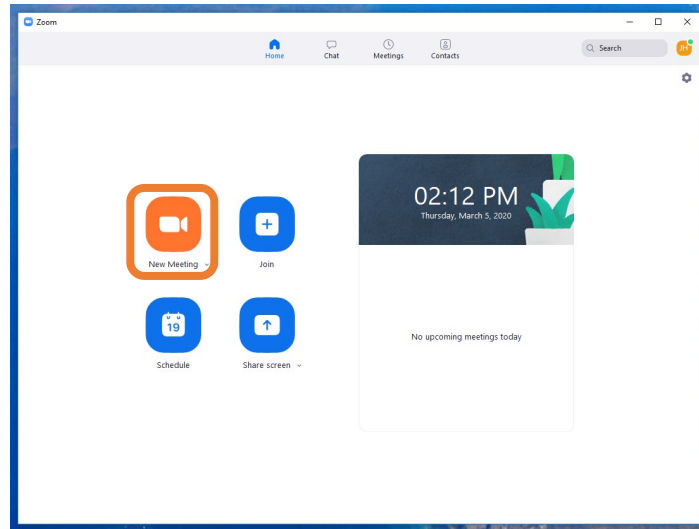 Zoom
Home
Chat
Meetings
Contacts
Search
JH
02:12 PM
Thursday, March 5, 2020
New Meeting
Join
19
Schedule
Share screen
No upcoming meetings today